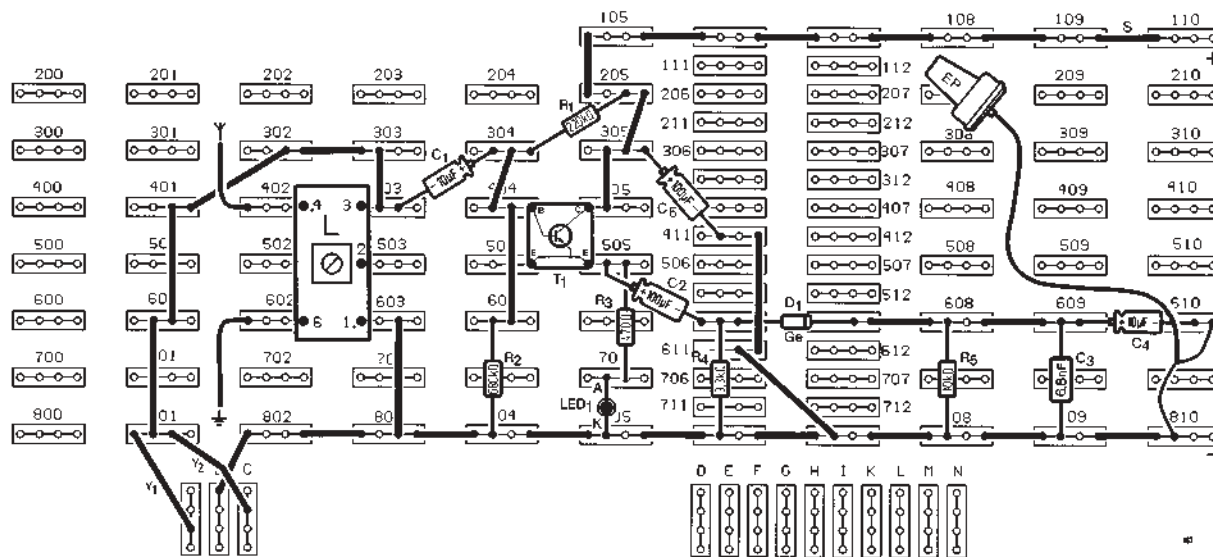 105 108 109 S 110
+
200 201 202 203 204 205 111 112 EP 209 210
206 207
R1 220kΩ
211 212
300 301 302 303 304 305 306 307 308 309 310
C1 10µF
312
400 401 402 4 L 3 404 C5 100µF 407 408 409 410
B C
411 412
500 502 2 503 E E 505 506 507 508 509 510
T1
C2 100µF 512
600 602 6 1 603 R3 470Ω D1 Ge 608 609 610
10µF C4
611 612
700 702 R2 680kΩ A 706 R4 3,3kΩ 707 R5 10kΩ C3 6,8nF
LED1 711 712
K
800 802 810
−
Y1 Y2 C D E F G H I K L M N